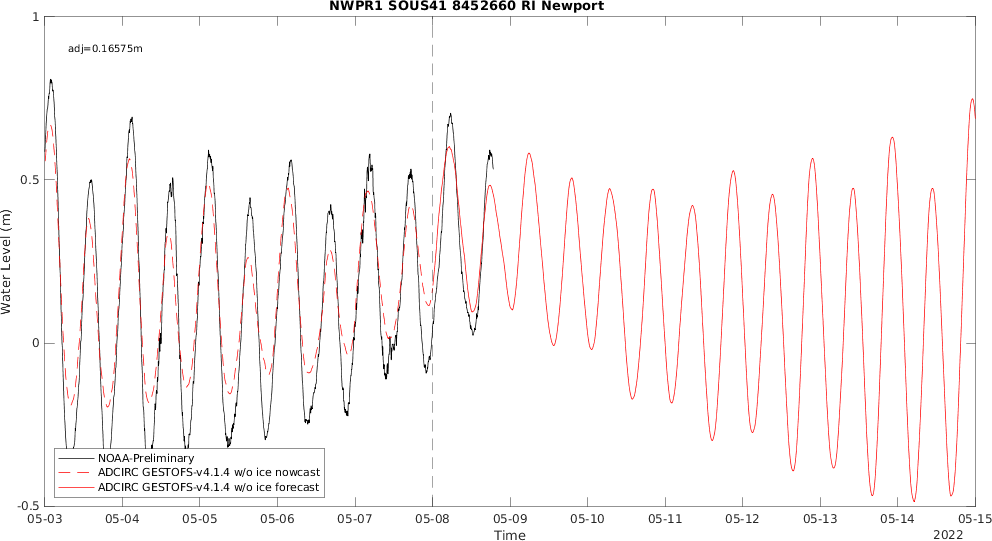 NWPR1 SOUS41 8452660 RI Newport
1
adj=0.16575m
0.5
Water Level (m)
0
NOAA-Preliminary
ADCIRC GESTOFS-v4.1.4 w/o ice nowcast
ADCIRC GESTOFS-v4.1.4 w/o ice forecast
-0.5
05-03 05-04 05-05 05-06 05-07 05-08 05-09 05-10 05-11 05-12 05-13 05-14 05-15
Time 2022